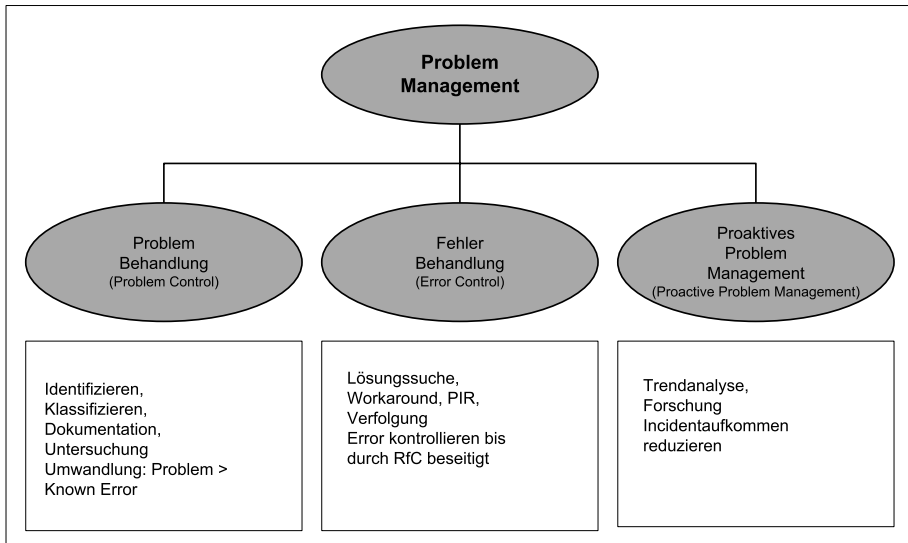 Problem
Management
Problem
Behandlung
(Problem Control)
Fehler
Behandlung
(Error Control)
Proaktives
Problem
Management
(Proactive Problem Management)
Identifizieren,
Klassifizieren,
Dokumentation,
Untersuchung
Umwandlung: Problem >
Known Error
Lösungssuche,
Workaround, PIR,
Verfolgung
Error kontrollieren bis
durch RfC beseitigt
Trendanalyse,
Forschung
Incidentaufkommen
reduzieren